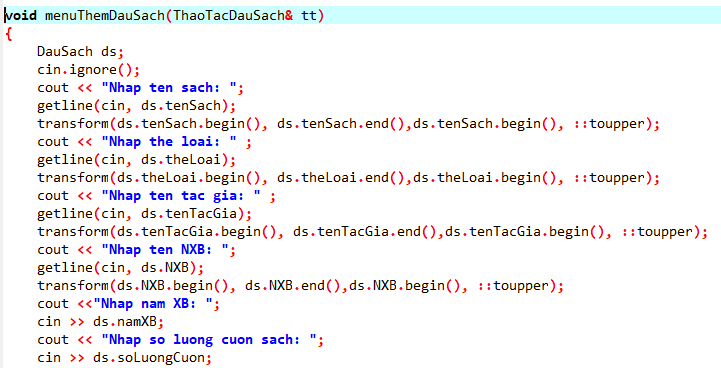 void menuThemDauSach(ThaoTacDauSach& tt)
{
    DauSach ds;
    cin.ignore();
    cout << "Nhap ten sach: ";
    getline(cin, ds.tenSach);
    transform(ds.tenSach.begin(), ds.tenSach.end(),ds.tenSach.begin(), ::toupper);
    cout << "Nhap the loai: " ;
    getline(cin, ds.theLoai);
    transform(ds.theLoai.begin(), ds.theLoai.end(),ds.theLoai.begin(), ::toupper);
    cout << "Nhap ten tac gia: " ;
    getline(cin, ds.tenTacGia);
    transform(ds.tenTacGia.begin(), ds.tenTacGia.end(),ds.tenTacGia.begin(), ::toupper);
    cout << "Nhap ten NXB: ";
    getline(cin, ds.NXB);
    transform(ds.NXB.begin(), ds.NXB.end(),ds.NXB.begin(), ::toupper);
    cout <<"Nhap nam XB: ";
    cin >> ds.namXB;
    cout << "Nhap so luong cuon sach: ";
    cin >> ds.soLuongCuon;